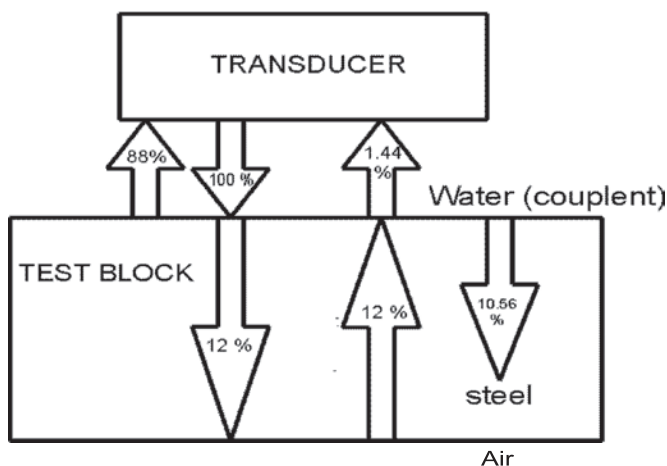 TRANSDUCER
88%
100 %
1.44
%
Water (couplent)
TEST BLOCK
12 %
12 %
10.56
%
steel
Air